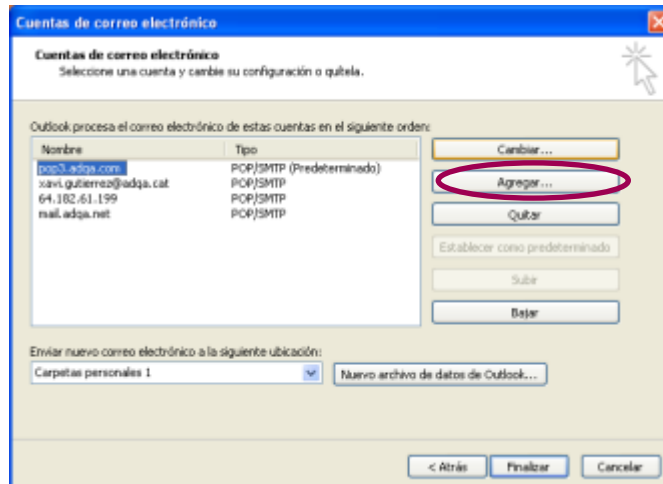 Cuentas de correo electrónico
Cuentas de correo electrónico
Seleccione una cuenta y cambie su configuración o quítela.
Outlook procesa el correo electrónico de estas cuentas en el siguiente orden:
Nombre Tipo
pop3.adqa.com POP/SMTP (Predeterminado)
xavi.gutierrez@adqa.cat POP/SMTP
64.182.61.199 POP/SMTP
mail.adqa.net POP/SMTP
Cambiar...
Agregar...
Quitar
Establecer como predeterminado
Subir
Bajar
Enviar nuevo correo electrónico a la siguiente ubicación:
Carpetas personales 1 Nuevo archivo de datos de Outlook...
< Atrás Finalizar Cancelar